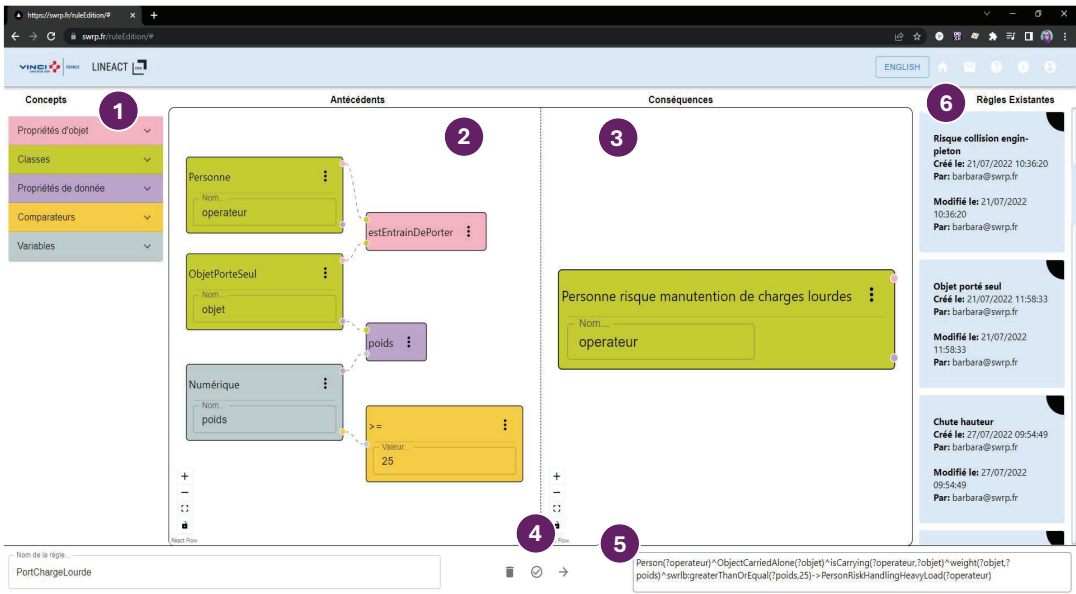 https://swrp.fr/ruleEdition/#
swrp.fr/ruleEdition/#
VINCI
LINEACT
ENGLISH
Concepts
Antécédents
Conséquences
Règles Existantes
1
2
3
6
Propriétés d'objet
Classes
Propriétés de donnée
Comparateurs
Variables
Personne
Nom...
operateur
estEntrainDePorter
ObjetPorteSeul
Nom...
objet
poids
Numérique
Nom...
poids
>=
Valeur...
25
React Flow
Personne risque manutention de charges lourdes
Nom...
operateur
Flow
Risque collision engin-
pieton
Créé le: 21/07/2022 10:36:20
Par: barbara@swrp.fr
Modifié le: 21/07/2022
10:36:20
Par: barbara@swrp.fr
Objet porté seul
Créé le: 21/07/2022 11:58:33
Par: barbara@swrp.fr
Modifié le: 21/07/2022
11:58:33
Par: barbara@swrp.fr
Chute hauteur
Créé le: 27/07/2022 09:54:49
Par: barbara@swrp.fr
Modifié le: 27/07/2022
09:54:49
Par: barbara@swrp.fr
4
5
Nom de la règle...
PortChargeLourde
Person(?operateur)^ObjectCarriedAlone(?objet)^isCarrying(?operateur,?objet)^weight(?objet,?
poids)^swrlb:greaterThanOrEqual(?poids,25)->PersonRiskHandlingHeavyLoad(?operateur)